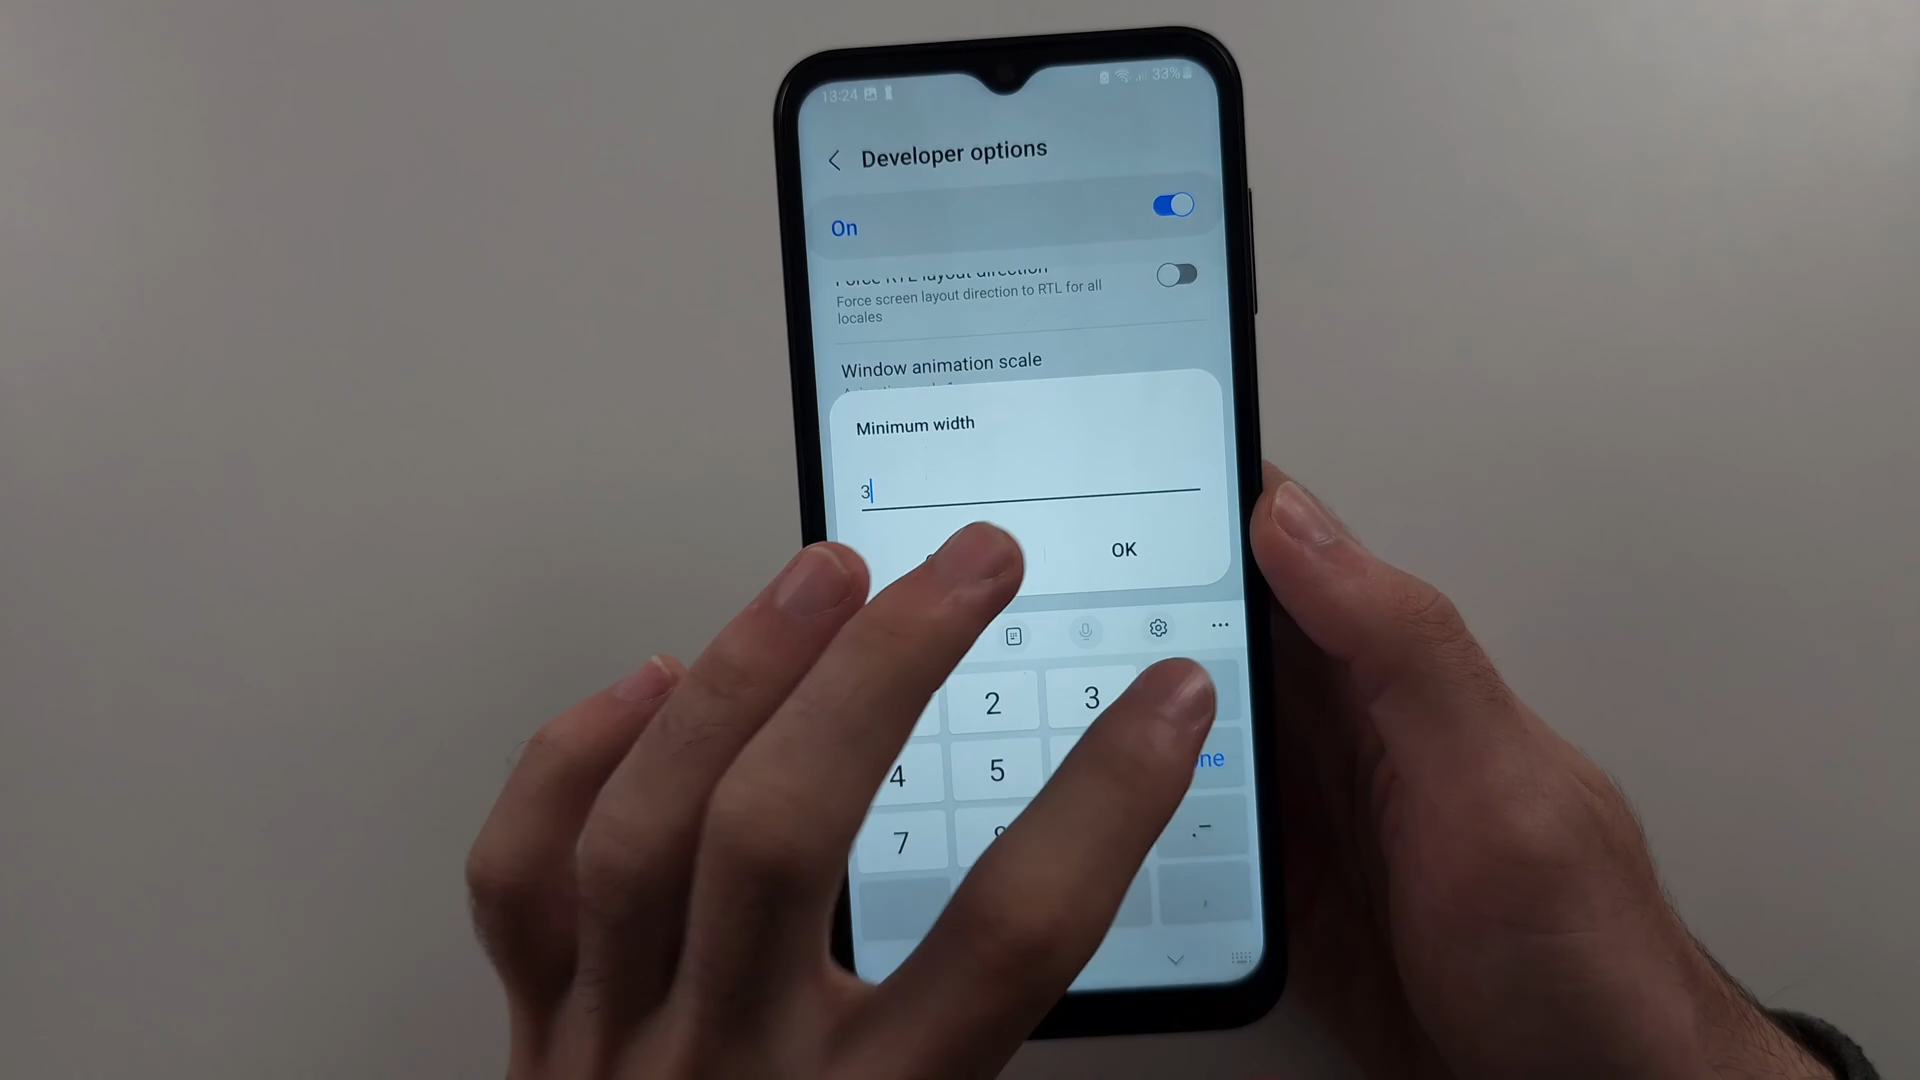 13:24 33%
Developer options
On
Force RTL layout direction
Force screen layout direction to RTL for all
locales
Window animation scale
Minimum width
3
OK
2 3
4 5
7
.-
,